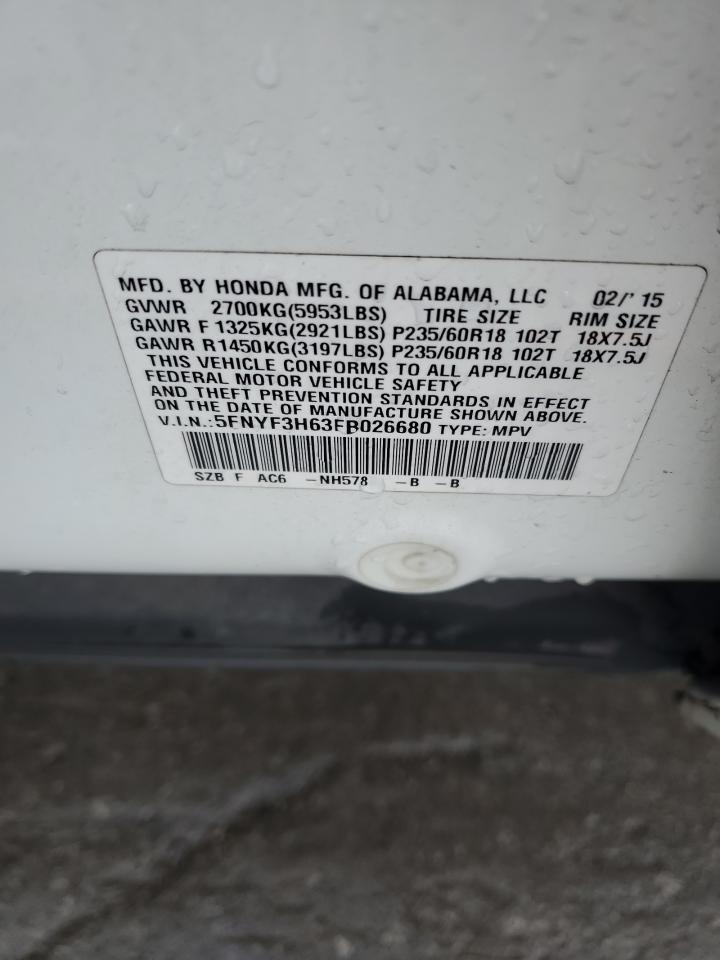 MFD. BY HONDA MFG. OF ALABAMA, LLC 02/' 15
GVWR 2700KG(5953LBS) TIRE SIZE RIM SIZE
GAWR F 1325KG(2921LBS) P235/60R18 102T 18X7.5J
GAWR R1450KG(3197LBS) P235/60R18 102T 18X7.5J
THIS VEHICLE CONFORMS TO ALL APPLICABLE
FEDERAL MOTOR VEHICLE SAFETY
AND THEFT PREVENTION STANDARDS IN EFFECT
ON THE DATE OF MANUFACTURE SHOWN ABOVE.
V.I.N.:5FNYF3H63FB026680 TYPE: MPV
SZB F AC6 -NH578 -B -B